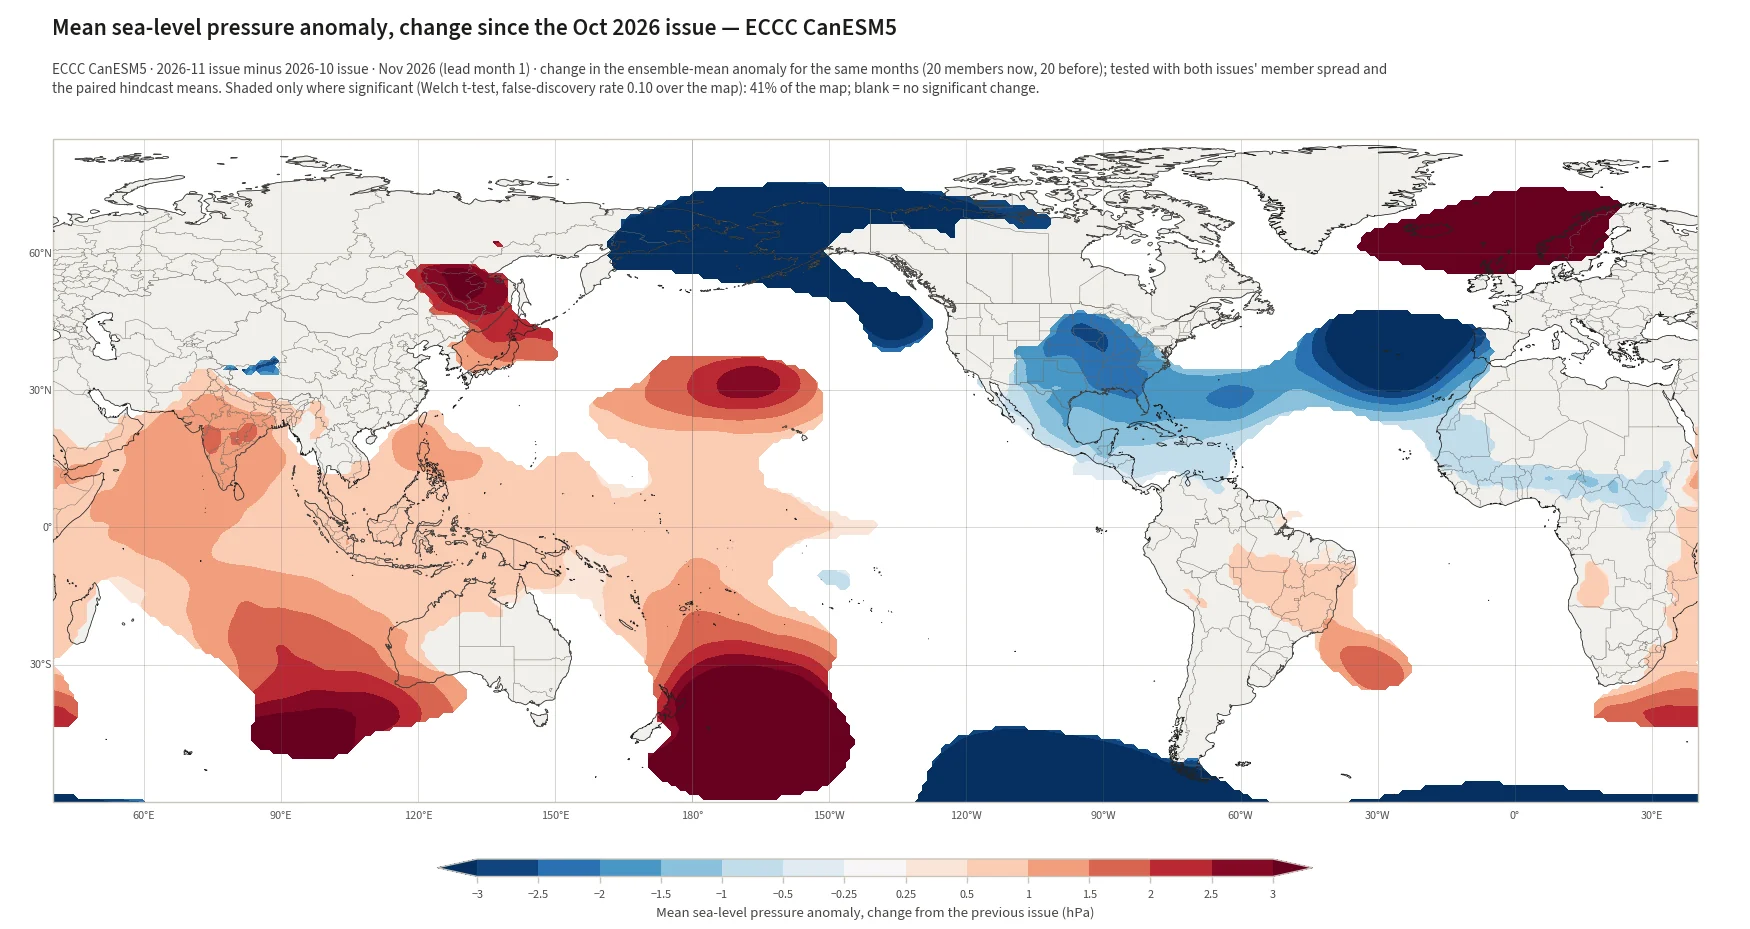 Mean sea-level pressure anomaly, change since the Oct 2026 issue — ECCC CanESM5
ECCC CanESM5 · 2026-11 issue minus 2026-10 issue · Nov 2026 (lead month 1) · change in the ensemble-mean anomaly for the same months (20 members now, 20 before); tested with both issues' member spread and
the paired hindcast means. Shaded only where significant (Welch t-test, false-discovery rate 0.10 over the map): 41% of the map; blank = no significant change.
60°N
30°N
0°
30°S
60°E 90°E 120°E 150°E 180° 150°W 120°W 90°W 60°W 30°W 0° 30°E
−3 −2.5 −2 −1.5 −1 −0.5 −0.25 0.25 0.5 1 1.5 2 2.5 3
Mean sea-level pressure anomaly, change from the previous issue (hPa)